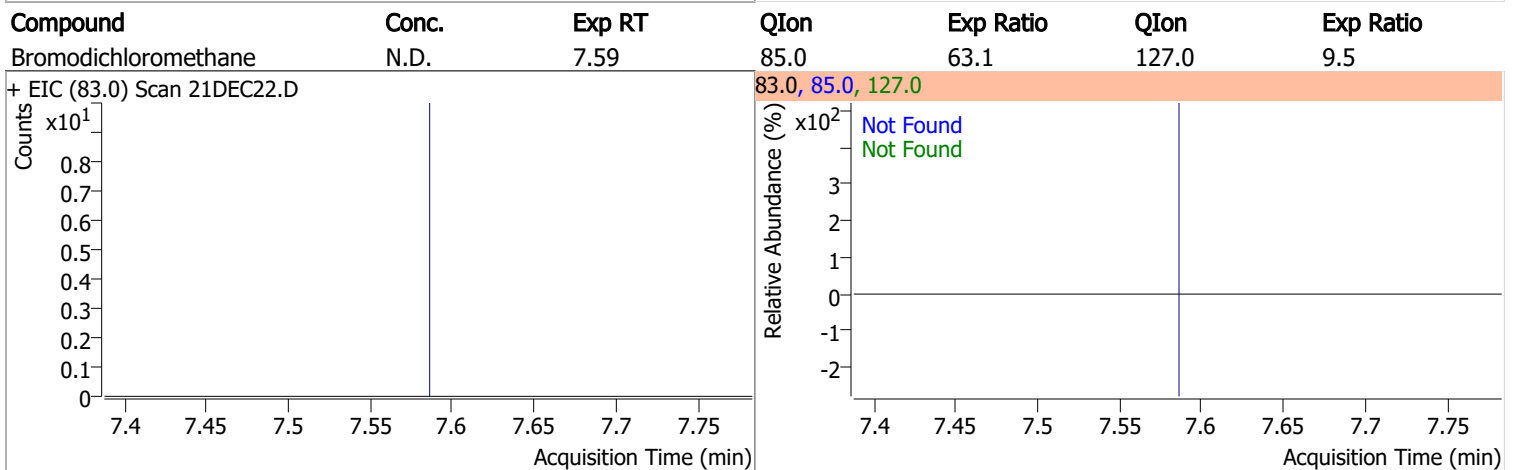 Compound Conc. Exp RT QIon Exp Ratio QIon Exp Ratio
Bromodichloromethane N.D. 7.59 85.0 63.1 127.0 9.5
+ EIC (83.0) Scan 21DEC22.D
Counts
x10¹
0.8
0.7
0.6
0.5
0.4
0.3
0.2
0.1
0
7.4 7.45 7.5 7.55 7.6 7.65 7.7 7.75
Acquisition Time (min)
83.0, 85.0, 127.0
Relative Abundance (%)
x10²
Not Found
Not Found
3
2
1
0
-1
-2
7.4 7.45 7.5 7.55 7.6 7.65 7.7 7.75
Acquisition Time (min)